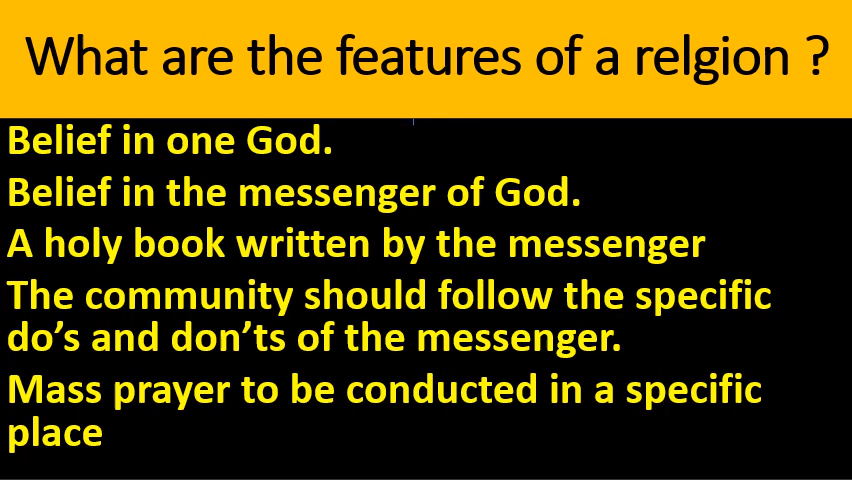 What are the features of a relgion ?
Belief in one God.
Belief in the messenger of God.
A holy book written by the messenger
The community should follow the specific
do’s and don’ts of the messenger.
Mass prayer to be conducted in a specific
place